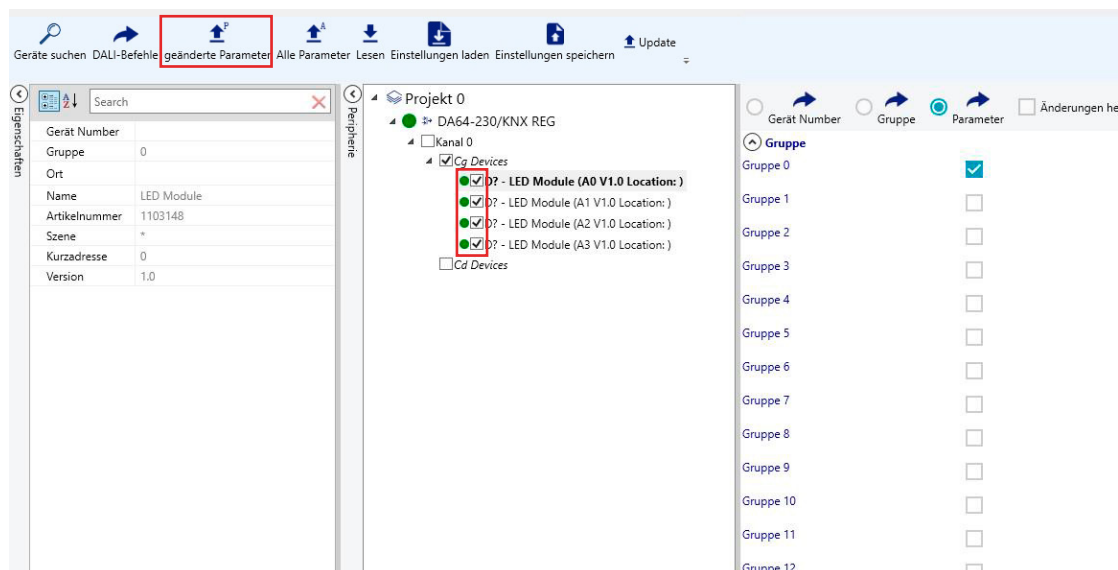 P
A
Geräte suchen DALI-Befehle geänderte Parameter Alle Parameter Lesen Einstellungen laden Einstellungen speichern Update
Eigenschaften
Search
Gerät Number
Gruppe 0
Ort
Name LED Module
Artikelnummer 1103148
Szene *
Kurzadresse 0
Version 1.0
Peripherie
Projekt 0
DA64-230/KNX REG
Kanal 0
Cg Devices
D? - LED Module (A0 V1.0 Location: )
D? - LED Module (A1 V1.0 Location: )
D? - LED Module (A2 V1.0 Location: )
D? - LED Module (A3 V1.0 Location: )
Cd Devices
Gerät Number Gruppe Parameter Änderungen he
Gruppe
Gruppe 0
Gruppe 1
Gruppe 2
Gruppe 3
Gruppe 4
Gruppe 5
Gruppe 6
Gruppe 7
Gruppe 8
Gruppe 9
Gruppe 10
Gruppe 11
Gruppe 12